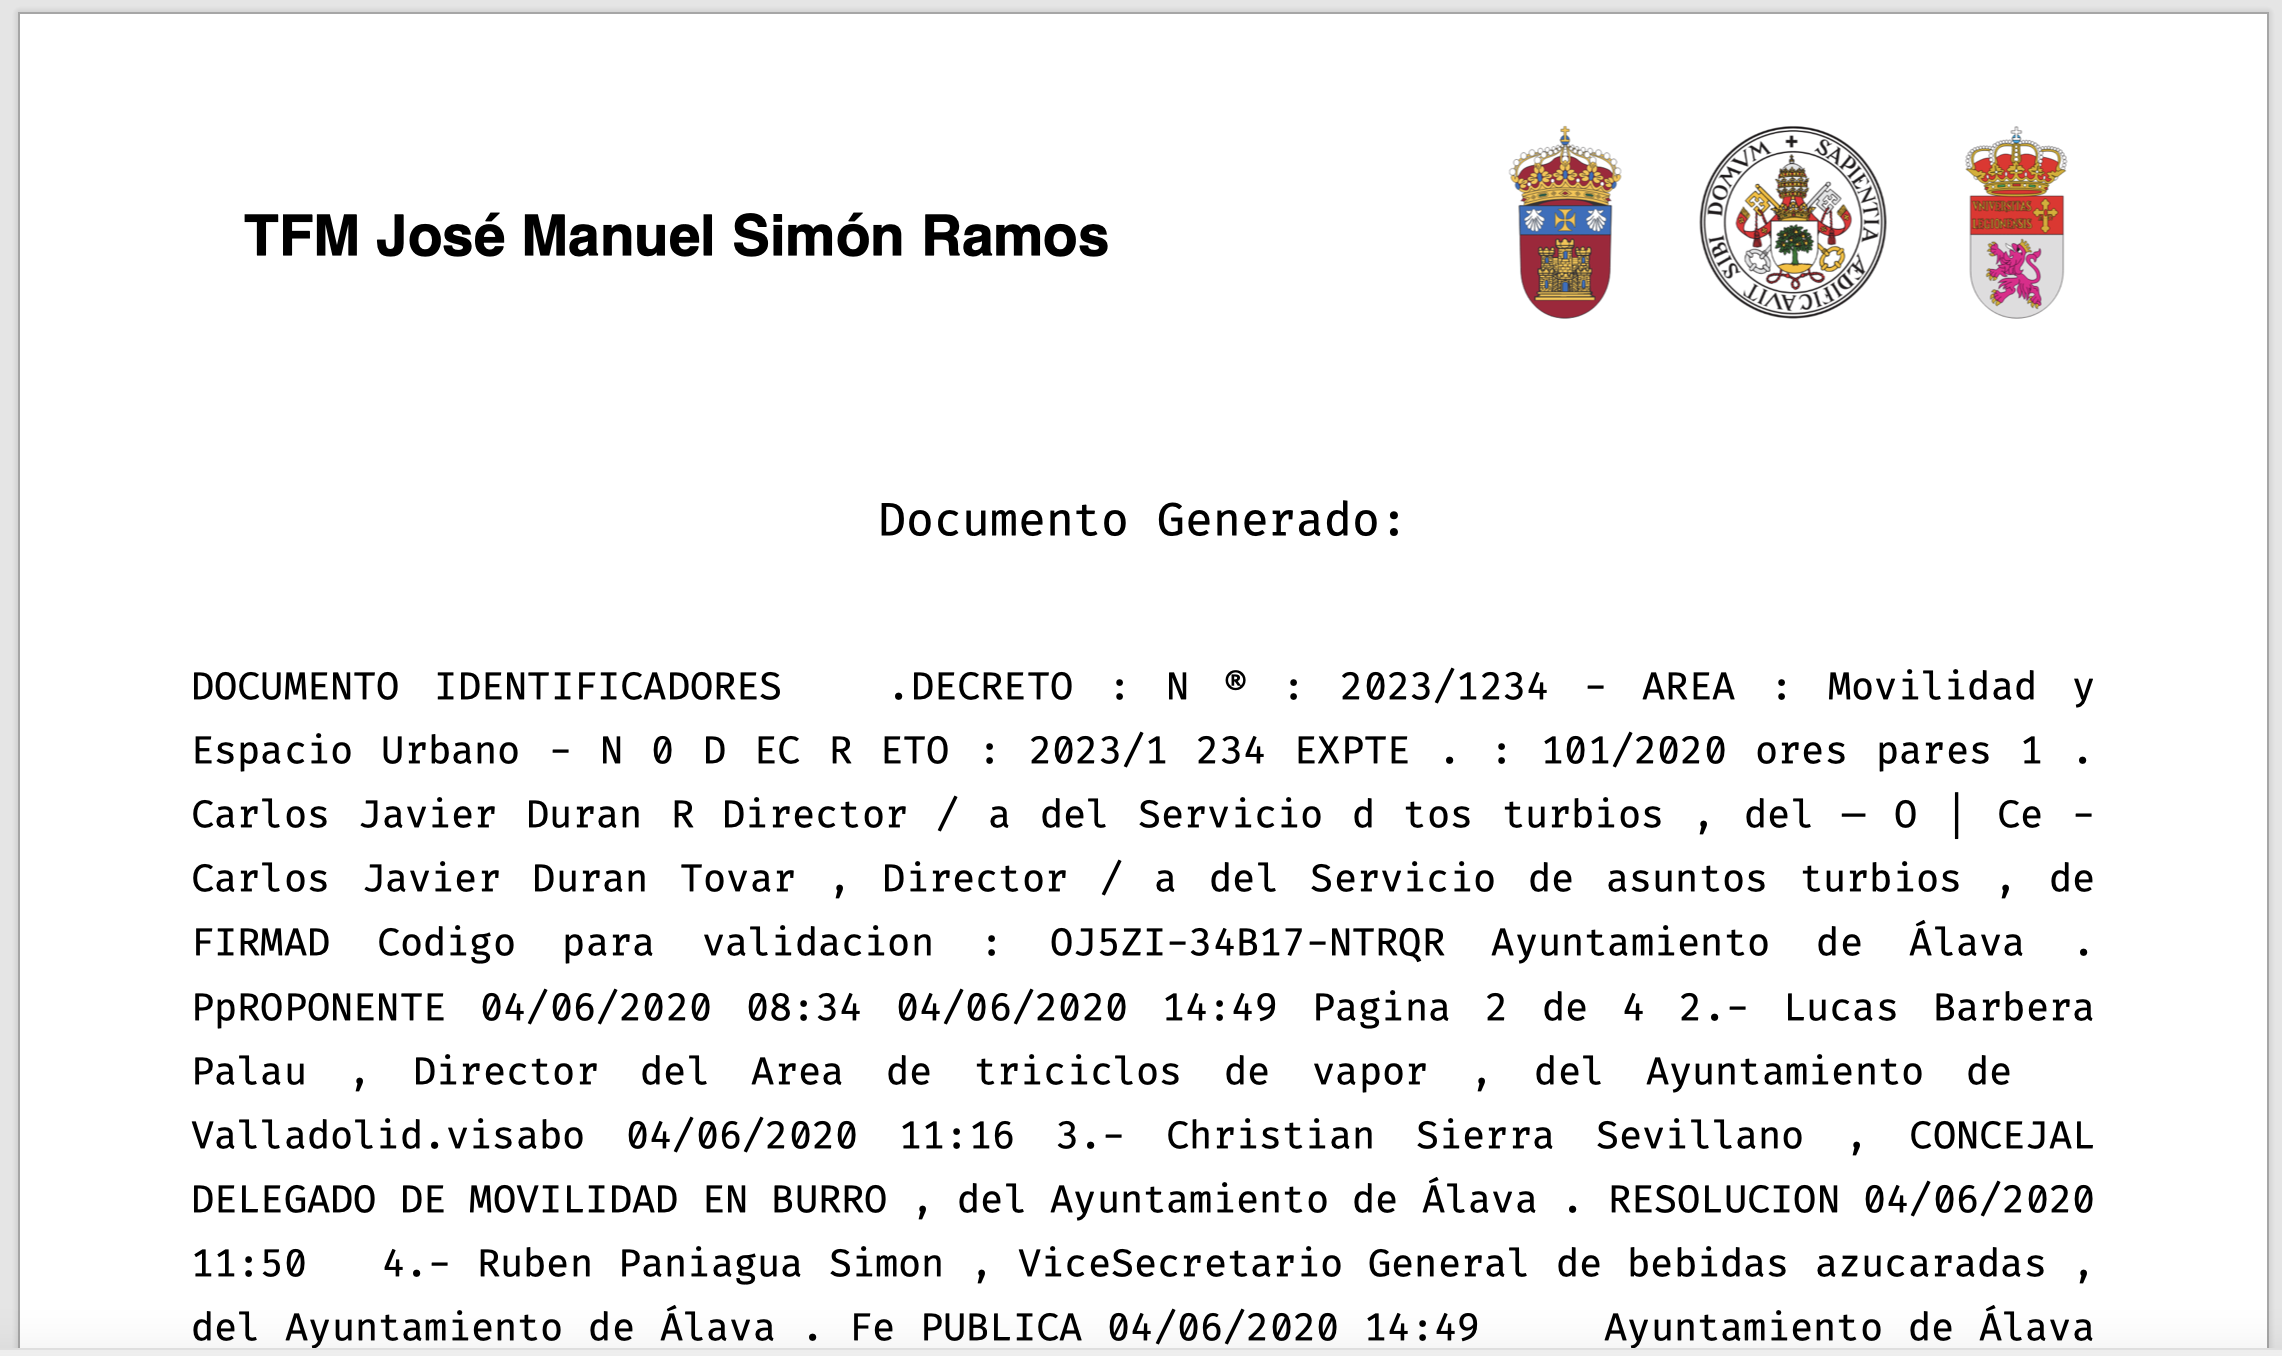 TFM José Manuel Simón Ramos
SAPIENTIA ÆDIFICAVIT SIBI DOMVM
Documento Generado:
DOCUMENTO IDENTIFICADORES .DECRETO : N ® : 2023/1234 - AREA : Movilidad y
Espacio Urbano - N 0 D EC R ETO : 2023/1 234 EXPTE . : 101/2020 ores pares 1 .
Carlos Javier Duran R Director / a del Servicio d tos turbios , del — O | Ce -
Carlos Javier Duran Tovar , Director / a del Servicio de asuntos turbios , de
FIRMAD Codigo para validacion : OJ5ZI-34B17-NTRQR Ayuntamiento de Álava .
PpROPONENTE 04/06/2020 08:34 04/06/2020 14:49 Pagina 2 de 4 2.- Lucas Barbera
Palau , Director del Area de triciclos de vapor , del Ayuntamiento de
Valladolid.visabo 04/06/2020 11:16 3.- Christian Sierra Sevillano , CONCEJAL
DELEGADO DE MOVILIDAD EN BURRO , del Ayuntamiento de Álava . RESOLUCION 04/06/2020
11:50 4.- Ruben Paniagua Simon , ViceSecretario General de bebidas azucaradas ,
del Ayuntamiento de Álava . Fe PUBLICA 04/06/2020 14:49 Ayuntamiento de Álava